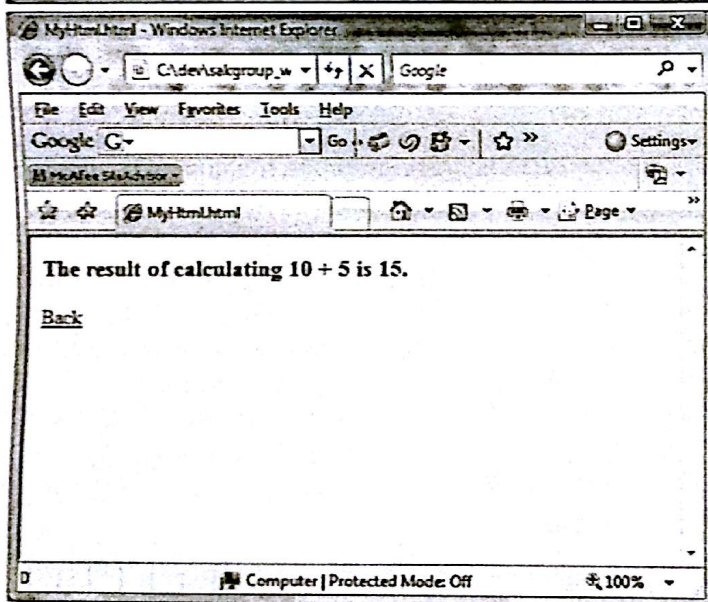 MyHtml.html - Windows Internet Explorer
C:\dev\sakgroup_w Google
File Edit View Favorites Tools Help
Google G Go Settings
McAfee SiteAdvisor
MyHtml.html Page
The result of calculating 10 + 5 is 15.
Back
Computer | Protected Mode: Off 100%